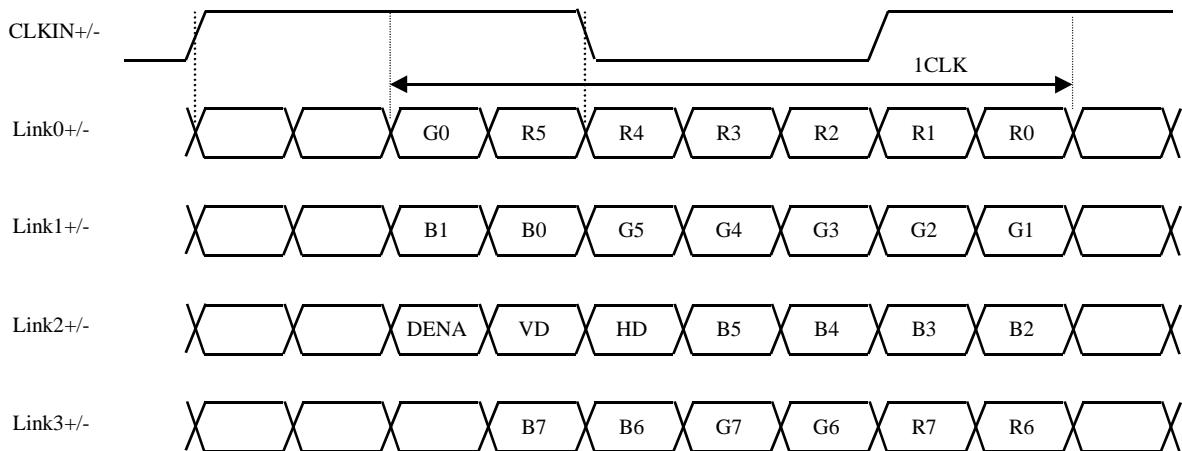 CLKIN+/-
1CLK
Link0+/- G0 R5 R4 R3 R2 R1 R0
Link1+/- B1 B0 G5 G4 G3 G2 G1
Link2+/- DENA VD HD B5 B4 B3 B2
Link3+/- B7 B6 G7 G6 R7 R6